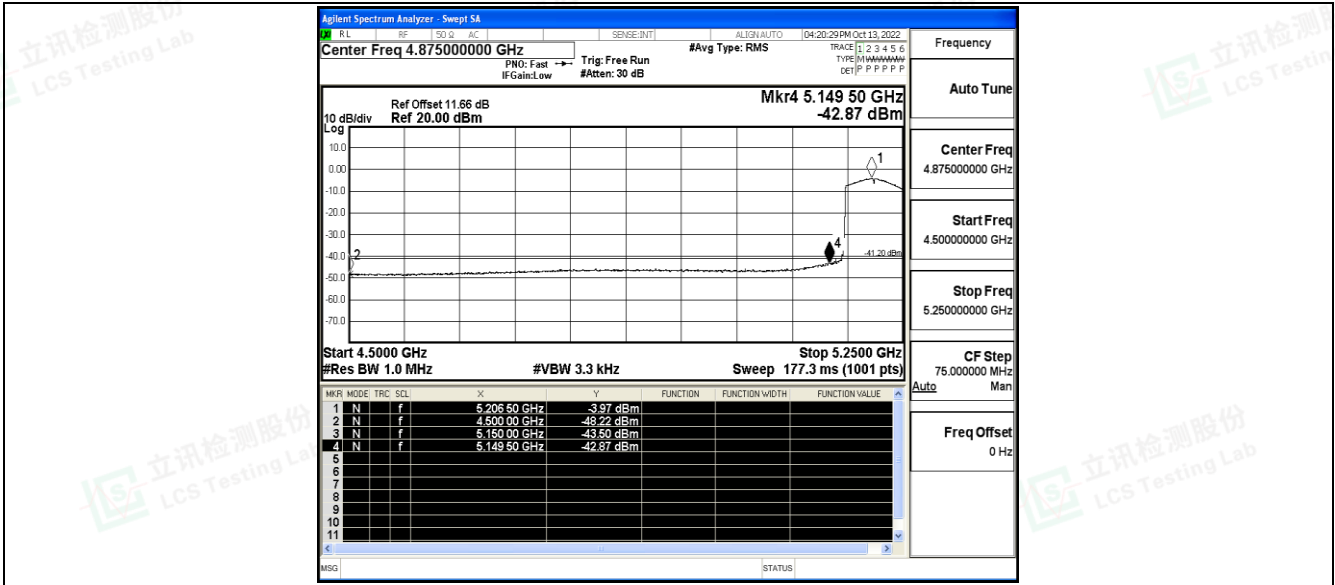 Agilent Spectrum Analyzer - Swept SA
RL RF 50 Ω AC SENSE:INT ALIGNAUTO 04:20:29 PM Oct 13, 2022
Center Freq 4.875000000 GHz
PNO: Fast
IFGain:Low
Trig: Free Run
#Atten: 30 dB
#Avg Type: RMS
TRACE 1 2 3 4 5 6
TYPE M
DET P P P P P P
Mkr4 5.149 50 GHz
-42.87 dBm
Ref Offset 11.66 dB
10 dB/div Ref 20.00 dBm
Log
10.0
0.00
-10.0
-20.0
-30.0
-40.0
-50.0
-60.0
-70.0
1
2
4
-41.20 dBm
Start 4.5000 GHz Stop 5.2500 GHz
#Res BW 1.0 MHz #VBW 3.3 kHz Sweep 177.3 ms (1001 pts)
MKR MODE TRC SCL X Y FUNCTION FUNCTION WIDTH FUNCTION VALUE
1 N f 5.206 50 GHz -3.97 dBm
2 N f 4.500 00 GHz -48.22 dBm
3 N f 5.150 00 GHz -43.50 dBm
4 N f 5.149 50 GHz -42.87 dBm
5
6
7
8
9
10
11
MSG STATUS
Frequency
Auto Tune
Center Freq
4.875000000 GHz
Start Freq
4.500000000 GHz
Stop Freq
5.250000000 GHz
CF Step
75.000000 MHz
Auto Man
Freq Offset
0 Hz
立讯检测股份
LCS Testing Lab
立讯检测股份
LCS Testing Lab
立讯检测股份
LCS Testing Lab
立讯检测股份
LCS Testing Lab